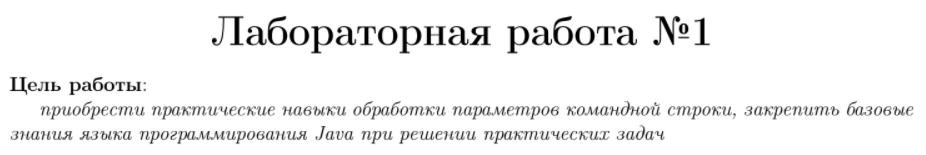 Лабораторная работа №1
Цель работы:
приобрести практические навыки обработки параметров командной строки, закрепить базовые
знания языка программирования Java при решении практических задач